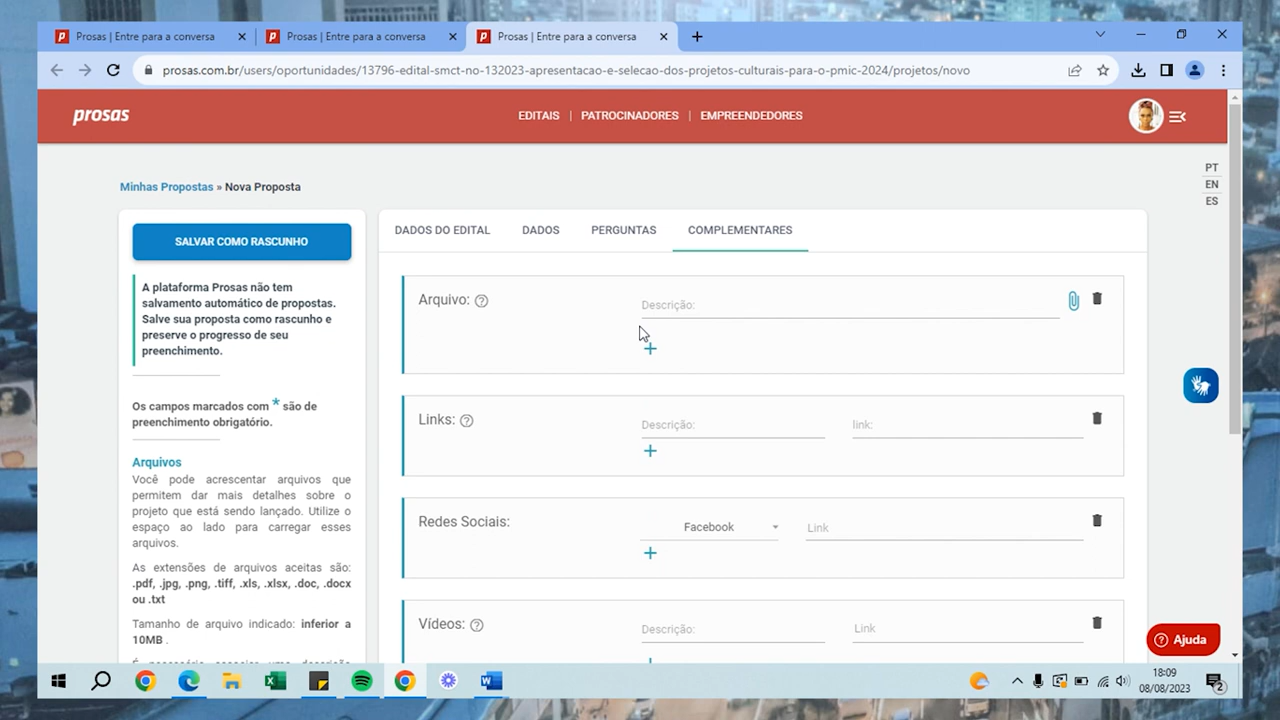 Prosas | Entre para a conversa
Prosas | Entre para a conversa
Prosas | Entre para a conversa
prosas.com.br/users/oportunidades/13796-edital-smct-no-132023-apresentacao-e-selecao-dos-projetos-culturais-para-o-pmic-2024/projetos/novo
prosas
EDITAIS | PATROCINADORES | EMPREENDEDORES
PT
EN
ES
Minhas Propostas » Nova Proposta
SALVAR COMO RASCUNHO
A plataforma Prosas não tem
salvamento automático de propostas.
Salve sua proposta como rascunho e
preserve o progresso de seu
preenchimento.
Os campos marcados com * são de
preenchimento obrigatório.
Arquivos
Você pode acrescentar arquivos que
permitem dar mais detalhes sobre o
projeto que está sendo lançado. Utilize o
espaço ao lado para carregar esses
arquivos.
As extensões de arquivos aceitas são:
.pdf, .jpg, .png, .tiff, .xls, .xlsx, .doc, .docx
ou .txt
Tamanho de arquivo indicado: inferior a
10MB .
DADOS DO EDITAL DADOS PERGUNTAS COMPLEMENTARES
Arquivo: Descrição:
Links: Descrição: link:
Redes Sociais: Facebook Link
Vídeos: Descrição: Link
Ajuda
18:09
08/08/2023
2